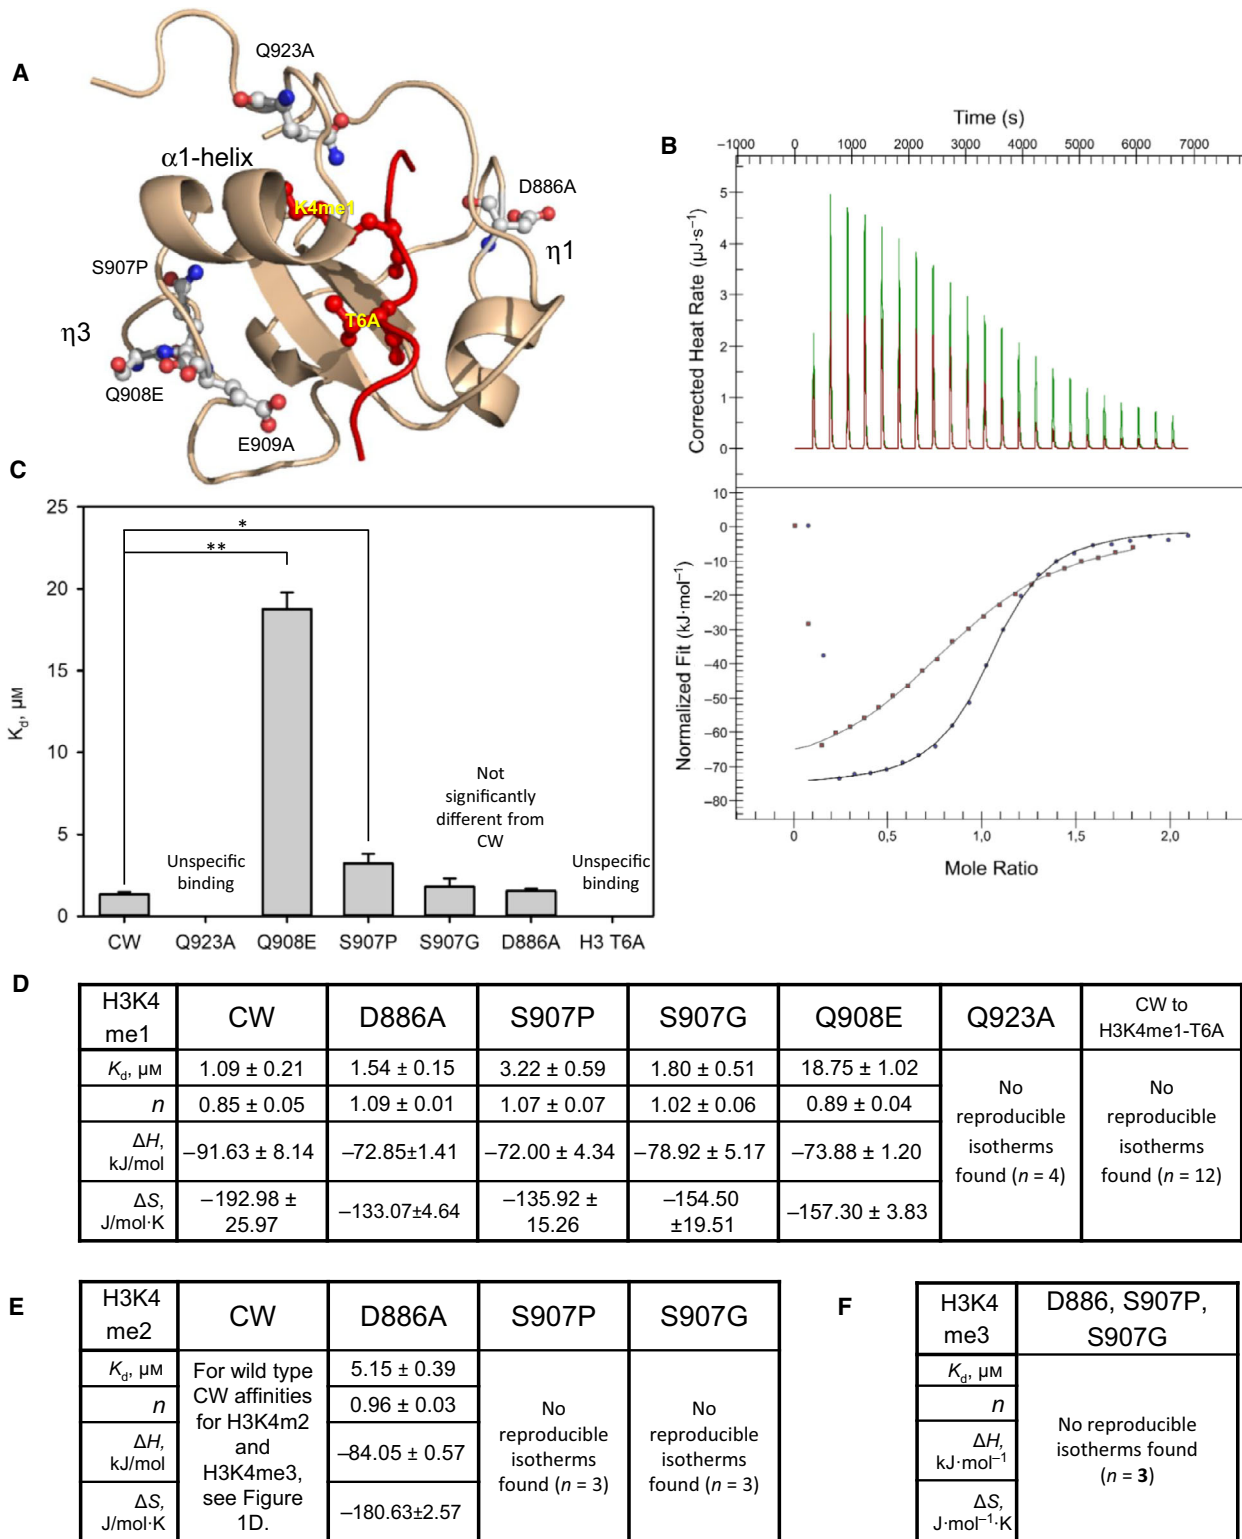 A
Q923A
α1-helix
K4me1
D886A
η1
S907P
T6A
η3
Q908E
E909A
B
Time (s)
−1000 0 1000 2000 3000 4000 5000 6000 7000
Corrected Heat Rate (µJ·s⁻¹)
5
4
3
2
1
0
Normalized Fit (kJ·mol⁻¹)
10
0
−10
−20
−30
−40
−50
−60
−70
−80
0 0,5 1,0 1,5 2,0
Mole Ratio
C
Kd, µM
25
20
15
10
5
0
*
**
Unspecific
binding
Not
significantly
different from
CW
Unspecific
binding
CW Q923A Q908E S907P S907G D886A H3 T6A
D
H3K4
me1
CW
D886A
S907P
S907G
Q908E
Q923A
CW to
H3K4me1-T6A
Kd, µM
1.09 ± 0.21
1.54 ± 0.15
3.22 ± 0.59
1.80 ± 0.51
18.75 ± 1.02
No
reproducible
isotherms
found (n = 4)
No
reproducible
isotherms
found (n = 12)
n
0.85 ± 0.05
1.09 ± 0.01
1.07 ± 0.07
1.02 ± 0.06
0.89 ± 0.04
ΔH,
kJ/mol
−91.63 ± 8.14
−72.85±1.41
−72.00 ± 4.34
−78.92 ± 5.17
−73.88 ± 1.20
ΔS,
J/mol·K
−192.98 ±
25.97
−133.07±4.64
−135.92 ±
15.26
−154.50
±19.51
−157.30 ± 3.83
E
H3K4
me2
CW
D886A
S907P
S907G
Kd, µM
For wild type
CW affinities
for H3K4m2
and
H3K4me3,
see Figure
1D.
5.15 ± 0.39
No
reproducible
isotherms
found (n = 3)
No
reproducible
isotherms
found (n = 3)
n
0.96 ± 0.03
ΔH,
kJ/mol
−84.05 ± 0.57
ΔS,
J/mol·K
−180.63±2.57
F
H3K4
me3
D886, S907P,
S907G
Kd, µM
n
ΔH,
kJ·mol⁻¹
ΔS,
J·mol⁻¹·K
No reproducible
isotherms found
(n = 3)